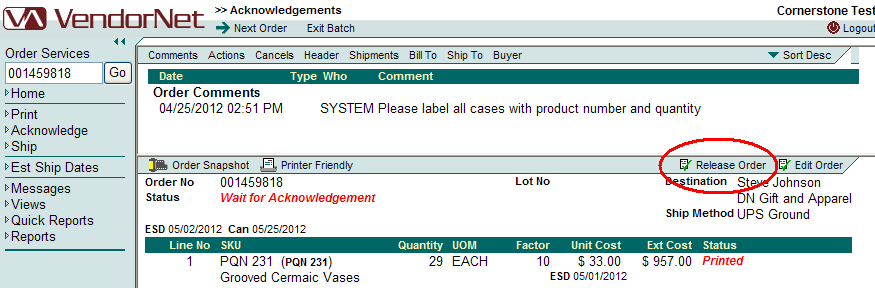 VA VendorNet
>> Acknowledgements
Cornerstone Test
Next Order Exit Batch
Logout
Order Services
001459818 Go
Home
Print
Acknowledge
Ship
Est Ship Dates
Messages
Views
Quick Reports
Reports
Comments Actions Cancels Header Shipments Bill To Ship To Buyer Sort Desc
Date Type Who Comment
Order Comments
04/25/2012 02:51 PM SYSTEM Please label all cases with product number and quantity
Order Snapshot Printer Friendly Release Order Edit Order
Order No 001459818 Lot No Destination Steve Johnson
Status Wait for Acknowledgement DN Gift and Apparel
Ship Method UPS Ground
ESD 05/02/2012 Can 05/25/2012
Line No SKU Quantity UOM Factor Unit Cost Ext Cost Status
1 PQN 231 (PQN 231) 29 EACH 10 $ 33.00 $ 957.00 Printed
Grooved Cermaic Vases ESD 05/01/2012